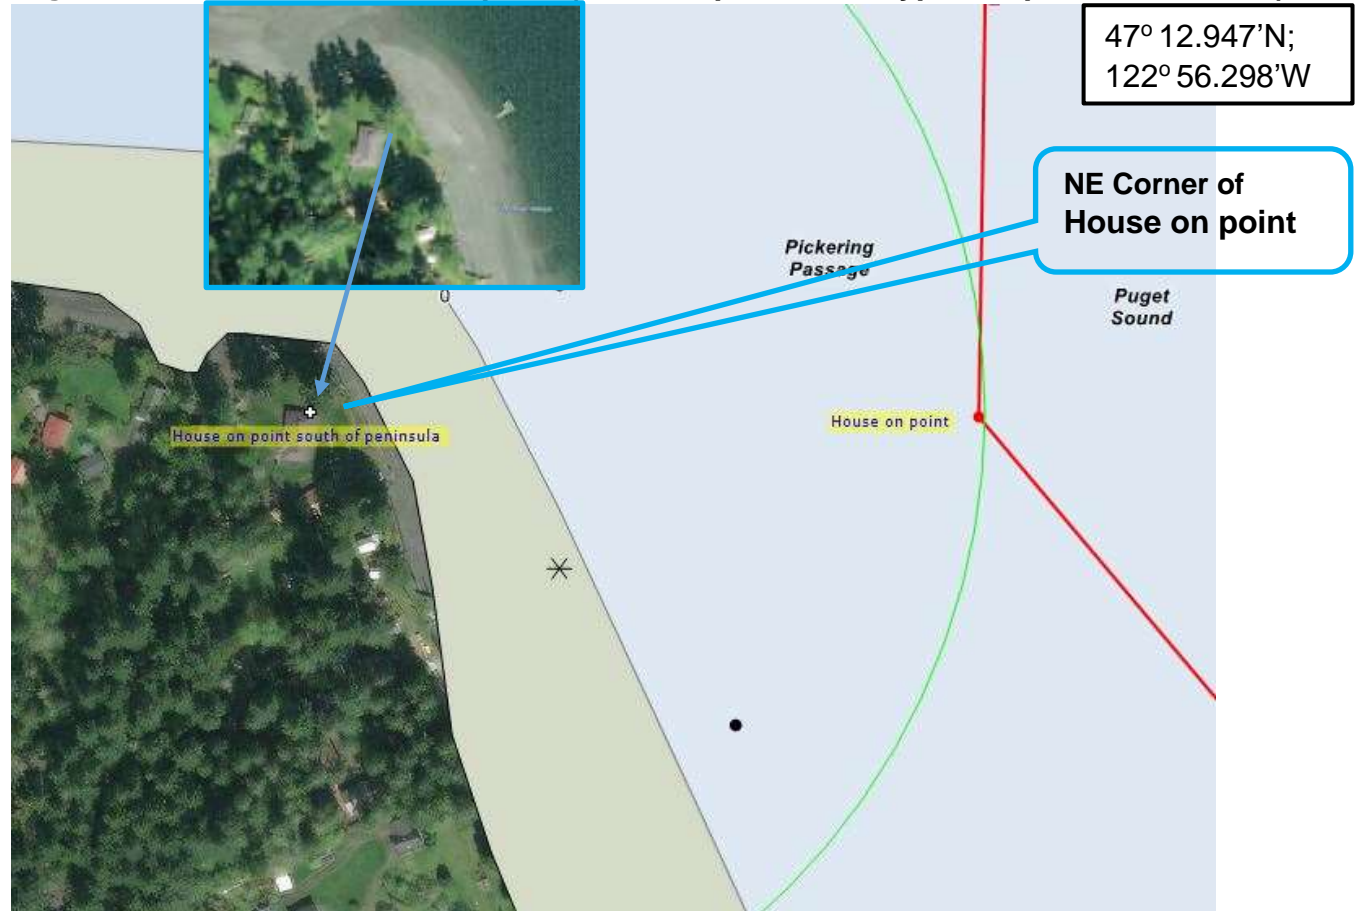 47º 12.947’N;
122º 56.298’W
NE Corner of
House on point
Pickering
Passage
Puget
Sound
0
House on point
House on point south of peninsula